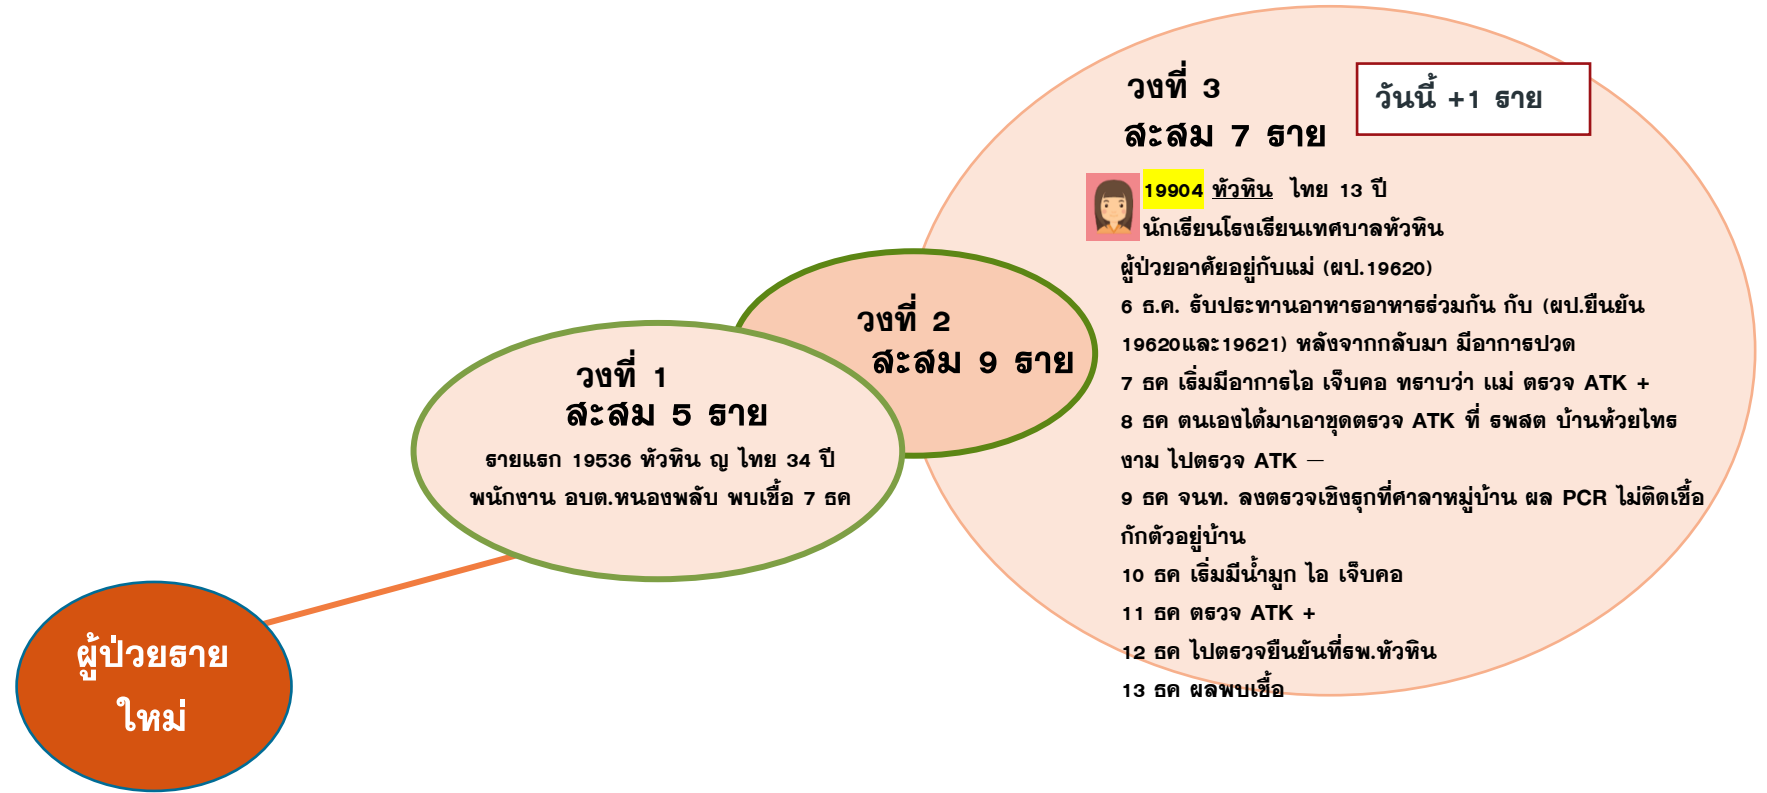 วงที่ 3
สะสม 7 ราย
วันนี้ +1 ราย
19904 หัวหิน ไทย 13 ปี
นักเรียนโรงเรียนเทศบาลหัวหิน
ผู้ป่วยอาศัยอยู่กับแม่ (ผป.19620)
6 ธ.ค. รับประทานอาหารอาหารร่วมกัน กับ (ผป.ยืนยัน
19620และ19621) หลังจากกลับมา มีอาการปวด
7 ธค เริ่มมีอาการไอ เจ็บคอ ทราบว่า แม่ ตรวจ ATK +
8 ธค ตนเองได้มาเอาชุดตรวจ ATK ที่ รพสต บ้านห้วยไทร
งาม ไปตรวจ ATK –
9 ธค จนท. ลงตรวจเชิงรุกที่ศาลาหมู่บ้าน ผล PCR ไม่ติดเชื้อ
กักตัวอยู่บ้าน
10 ธค เริ่มมีน้ำมูก ไอ เจ็บคอ
11 ธค ตรวจ ATK +
12 ธค ไปตรวจยืนยันที่รพ.หัวหิน
13 ธค ผลพบเชื้อ
วงที่ 2
สะสม 9 ราย
วงที่ 1
สะสม 5 ราย
รายแรก 19536 หัวหิน ญ ไทย 34 ปี
พนักงาน อบต.หนองพลับ พบเชื้อ 7 ธค
ผู้ป่วยราย
ใหม่